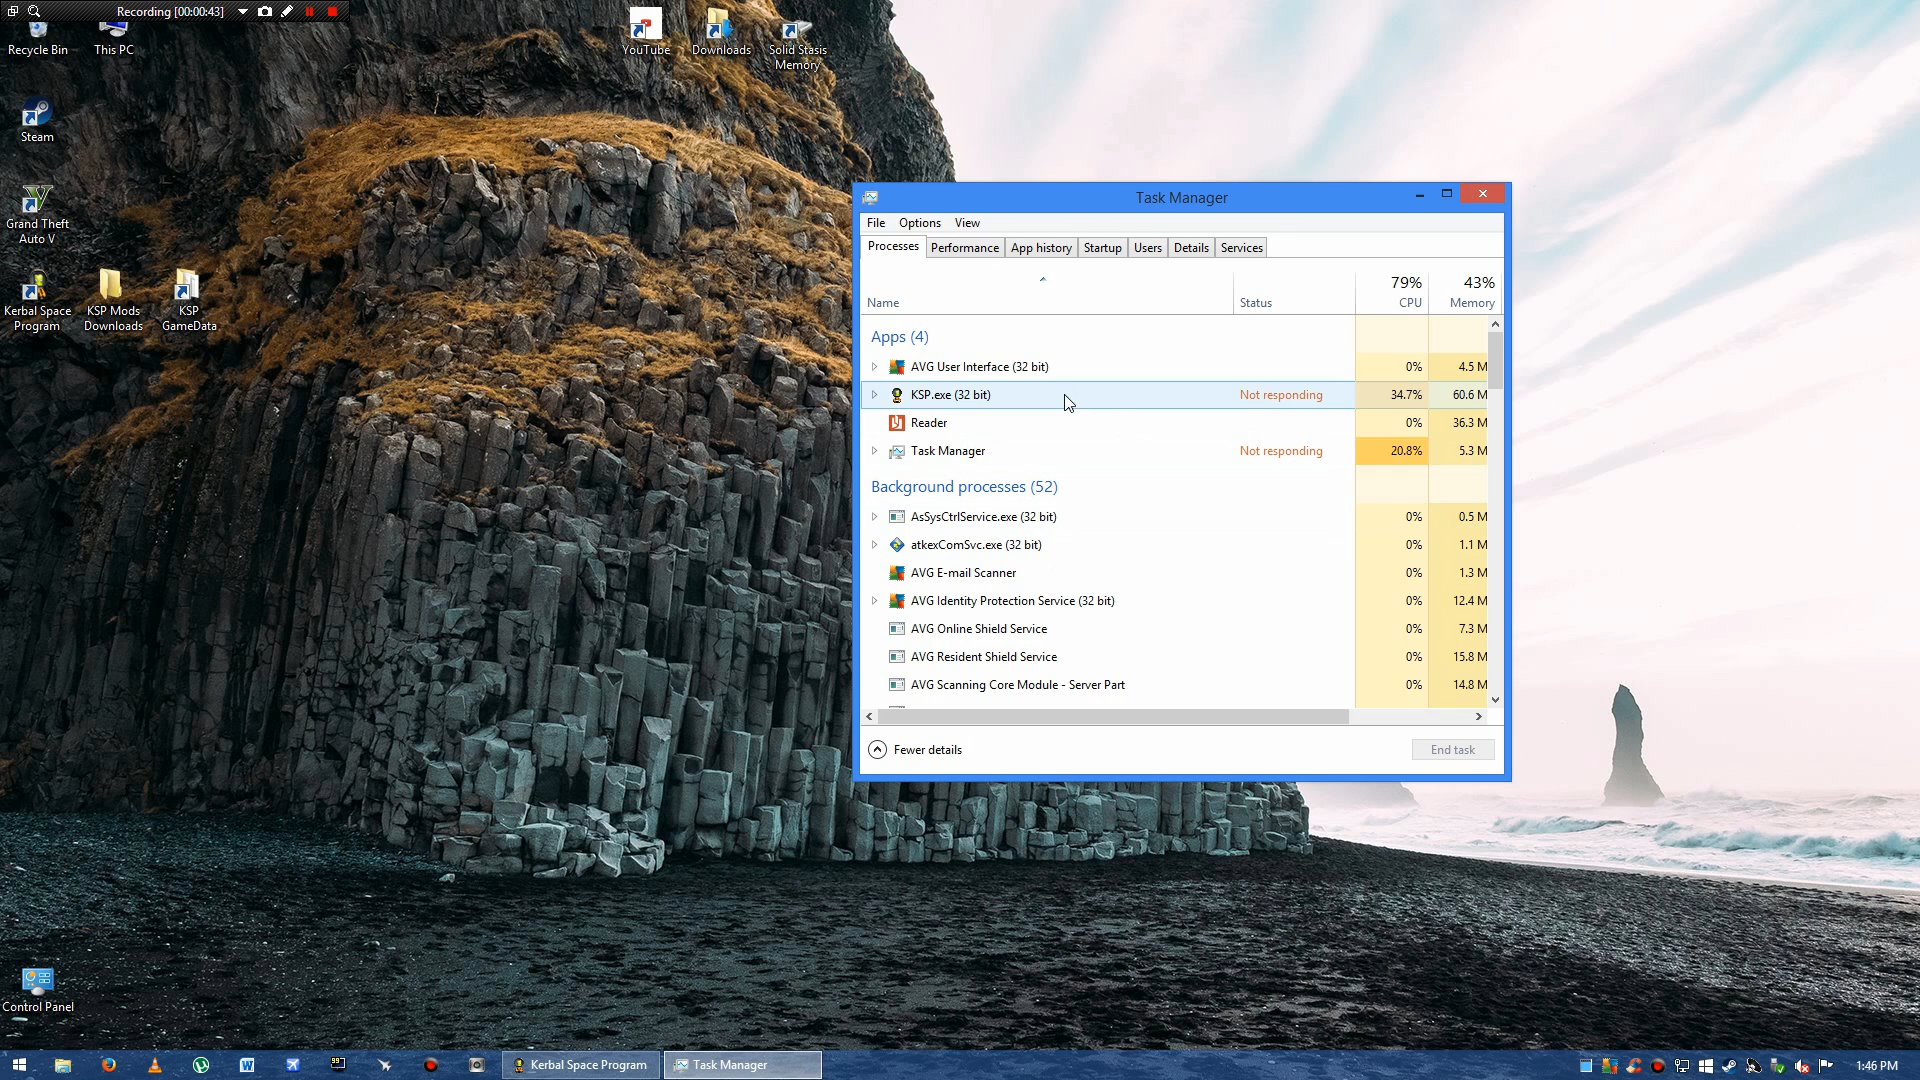 Recording [00:00:43]
Recycle Bin
This PC
YouTube
Downloads
Solid Stasis
Memory
Steam
Grand Theft
Auto V
Kerbal Space
Program
KSP Mods
Downloads
KSP
GameData
Control Panel
Task Manager
File Options View
Processes Performance App history Startup Users Details Services
79% 43%
Name Status CPU Memory
Apps (4)
AVG User Interface (32 bit) 0% 4.5 M
KSP.exe (32 bit) Not responding 34.7% 60.6 M
Reader 0% 36.3 M
Task Manager Not responding 20.8% 5.3 M
Background processes (52)
AsSysCtrlService.exe (32 bit) 0% 0.5 M
atkexComSvc.exe (32 bit) 0% 1.1 M
AVG E-mail Scanner 0% 1.3 M
AVG Identity Protection Service (32 bit) 0% 12.4 M
AVG Online Shield Service 0% 7.3 M
AVG Resident Shield Service 0% 15.8 M
AVG Scanning Core Module - Server Part 0% 14.8 M
Fewer details End task
Kerbal Space Program Task Manager 1:46 PM